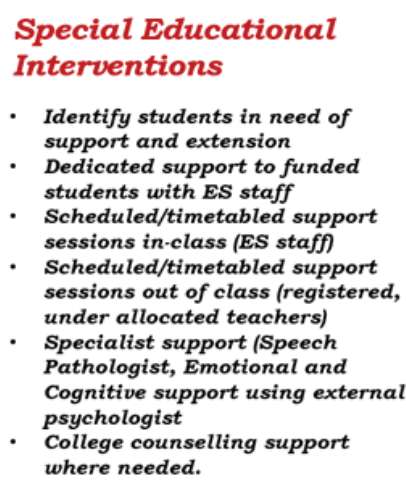 Special Educational
Interventions
• Identify students in need of
support and extension
• Dedicated support to funded
students with ES staff
• Scheduled/timetabled support
sessions in-class (ES staff)
• Scheduled/timetabled support
sessions out of class (registered,
under allocated teachers)
• Specialist support (Speech
Pathologist, Emotional and
Cognitive support using external
psychologist
• College counselling support
where needed.